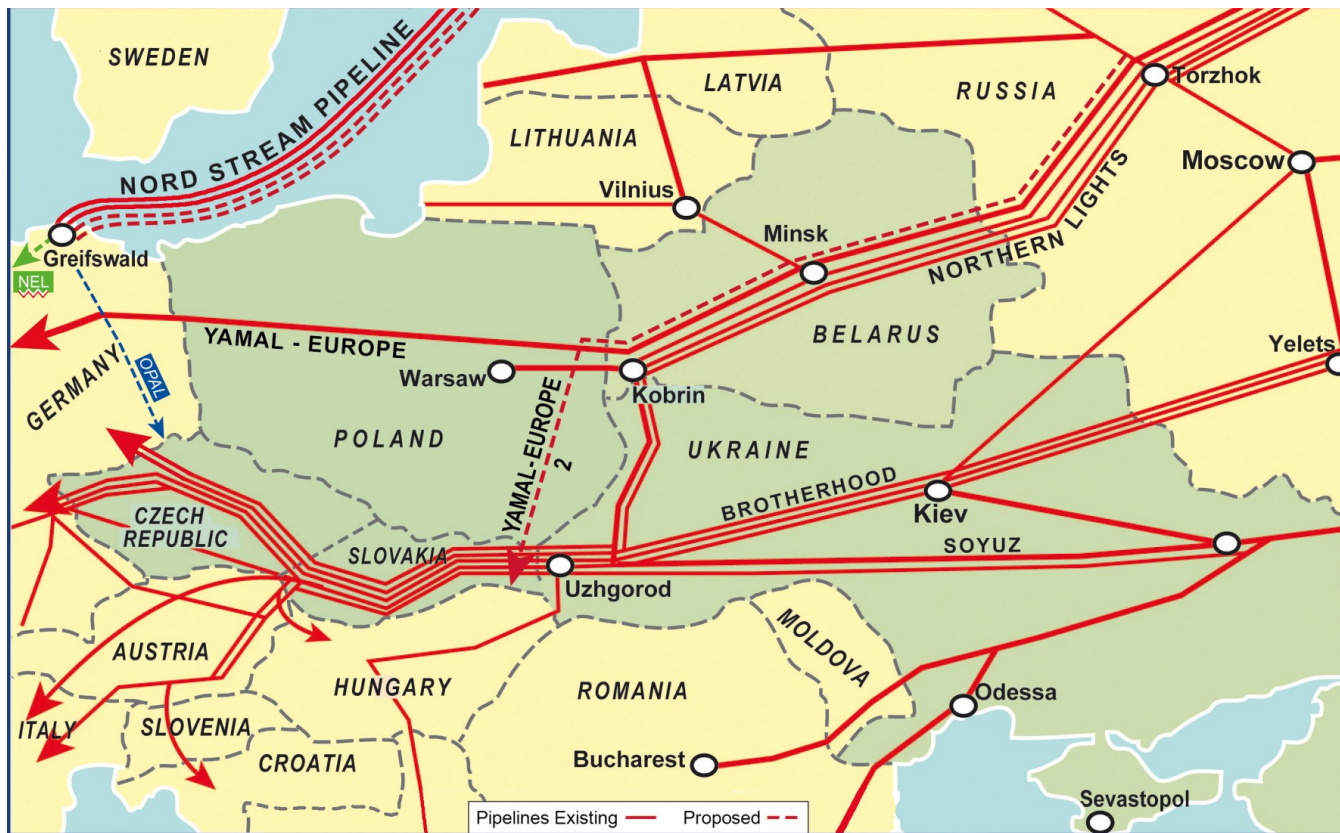 SWEDEN
NORD STREAM PIPELINE
LATVIA
RUSSIA
Torzhok
LITHUANIA
Moscow
Vilnius
NORTHERN LIGHTS
Minsk
Greifswald
NEL
YAMAL - EUROPE
BELARUS
Yelets
GERMANY
OPAL
Warsaw
Kobrin
POLAND
YAMAL-EUROPE
2
UKRAINE
BROTHERHOOD
Kiev
CZECH
REPUBLIC
SLOVAKIA
SOYUZ
Uzhgorod
AUSTRIA
MOLDOVA
HUNGARY
ROMANIA
Odessa
ITALY
SLOVENIA
CROATIA
Bucharest
Sevastopol
Pipelines Existing
Proposed